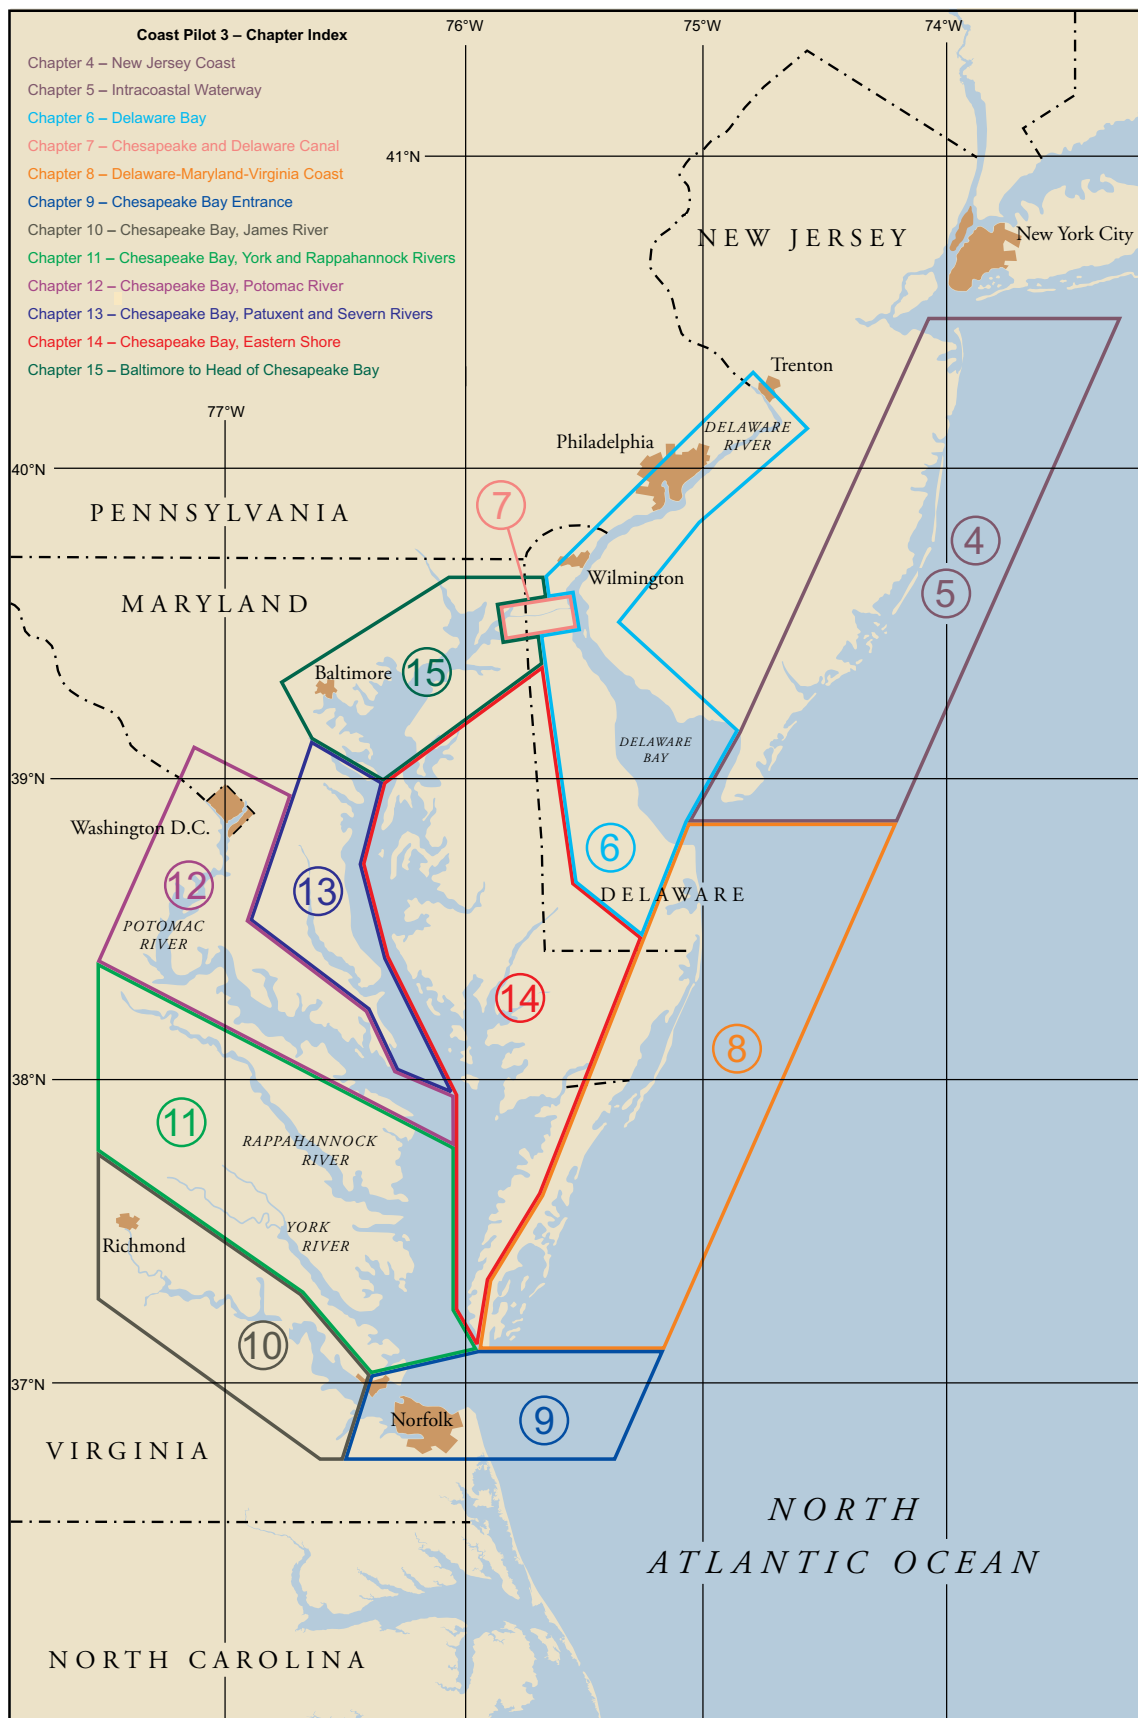 76°W
75°W
74°W
Coast Pilot 3 – Chapter Index
Chapter 4 – New Jersey Coast
Chapter 5 – Intracoastal Waterway
Chapter 6 – Delaware Bay
Chapter 7 – Chesapeake and Delaware Canal
Chapter 8 – Delaware-Maryland-Virginia Coast
Chapter 9 – Chesapeake Bay Entrance
Chapter 10 – Chesapeake Bay, James River
Chapter 11 – Chesapeake Bay, York and Rappahannock Rivers
Chapter 12 – Chesapeake Bay, Potomac River
Chapter 13 – Chesapeake Bay, Patuxent and Severn Rivers
Chapter 14 – Chesapeake Bay, Eastern Shore
Chapter 15 – Baltimore to Head of Chesapeake Bay
41°N
NEW JERSEY
New York City
Trenton
77°W
DELAWARE
RIVER
Philadelphia
40°N
7
PENNSYLVANIA
4
Wilmington
5
MARYLAND
Baltimore
15
DELAWARE
BAY
39°N
Washington D.C.
6
12
13
DELAWARE
POTOMAC
RIVER
14
8
38°N
11
RAPPAHANNOCK
RIVER
YORK
RIVER
Richmond
10
37°N
Norfolk
9
VIRGINIA
NORTH
ATLANTIC OCEAN
NORTH CAROLINA